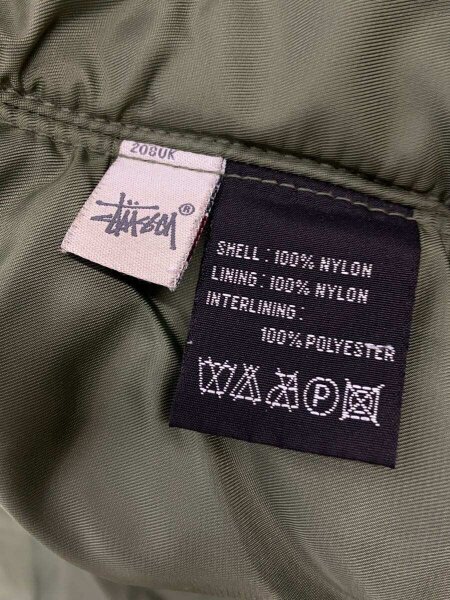 208UK
Stüssy ®
SHELL : 100% NYLON
LINING : 100% NYLON
INTERLINING :
100% POLYESTER
P